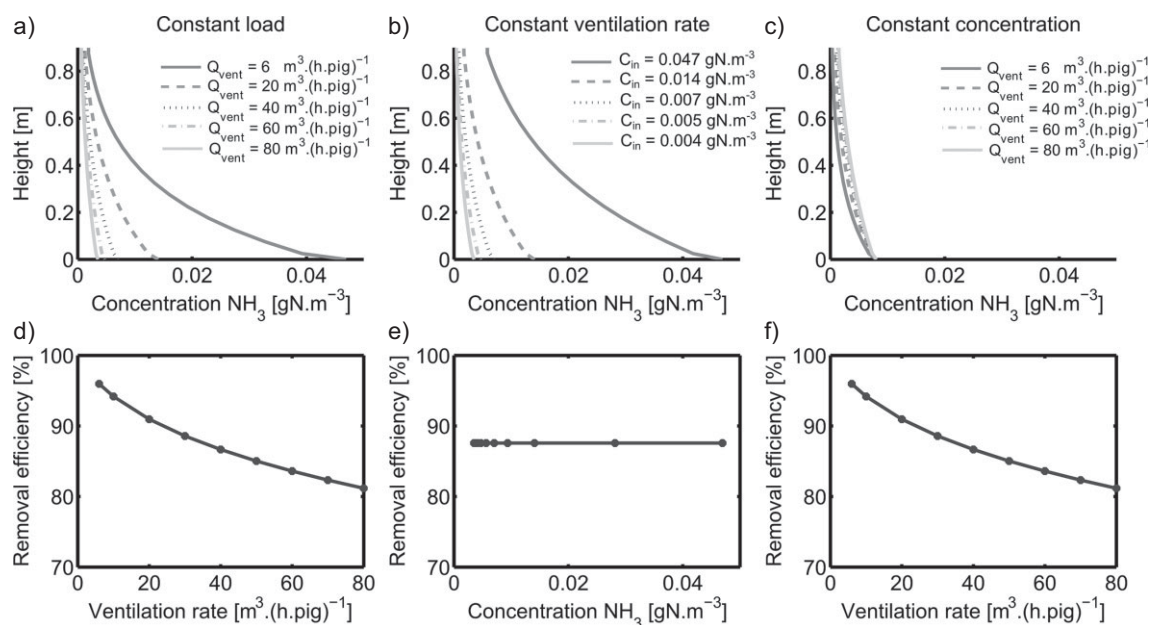 a) Constant load
Height [m]
0.8
0.6
0.4
0.2
0
Q_vent = 6 m³.(h.pig)⁻¹
Q_vent = 20 m³.(h.pig)⁻¹
Q_vent = 40 m³.(h.pig)⁻¹
Q_vent = 60 m³.(h.pig)⁻¹
Q_vent = 80 m³.(h.pig)⁻¹
0 0.02 0.04
Concentration NH₃ [gN.m⁻³]
b) Constant ventilation rate
Height [m]
0.8
0.6
0.4
0.2
0
C_in = 0.047 gN.m⁻³
C_in = 0.014 gN.m⁻³
C_in = 0.007 gN.m⁻³
C_in = 0.005 gN.m⁻³
C_in = 0.004 gN.m⁻³
0 0.02 0.04
Concentration NH₃ [gN.m⁻³]
c) Constant concentration
Height [m]
0.8
0.6
0.4
0.2
0
Q_vent = 6 m³.(h.pig)⁻¹
Q_vent = 20 m³.(h.pig)⁻¹
Q_vent = 40 m³.(h.pig)⁻¹
Q_vent = 60 m³.(h.pig)⁻¹
Q_vent = 80 m³.(h.pig)⁻¹
0 0.02 0.04
Concentration NH₃ [gN.m⁻³]
d)
Removal efficiency [%]
100
90
80
70
0 20 40 60 80
Ventilation rate [m³.(h.pig)⁻¹]
e)
Removal efficiency [%]
100
90
80
70
0 0.02 0.04
Concentration NH₃ [gN.m⁻³]
f)
Removal efficiency [%]
100
90
80
70
0 20 40 60 80
Ventilation rate [m³.(h.pig)⁻¹]